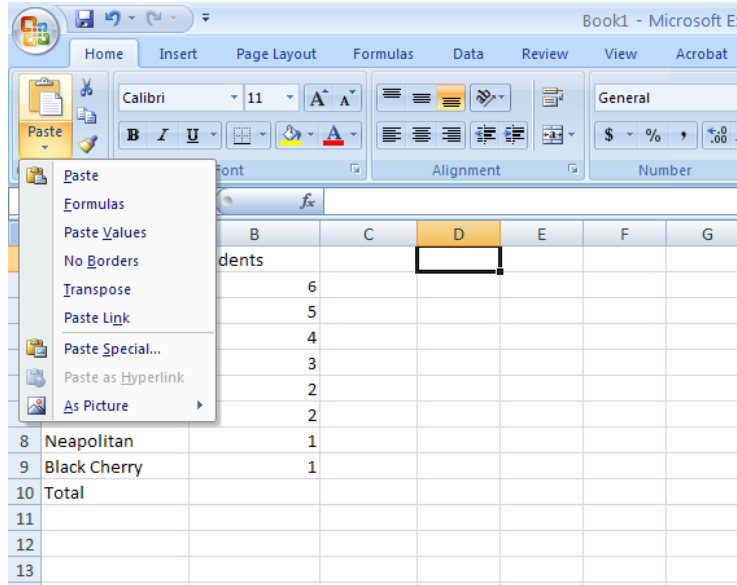 Book1 - Microsoft E
Home Insert Page Layout Formulas Data Review View Acrobat
Calibri 11 A A General
Paste B I U A $ % , .00
Font Alignment Number
fx
Paste
Formulas
Paste Values
No Borders
Transpose
Paste Link
Paste Special...
Paste as Hyperlink
As Picture
B C D E F G
dents
6
5
4
3
2
2
8 Neapolitan 1
9 Black Cherry 1
10 Total
11
12
13